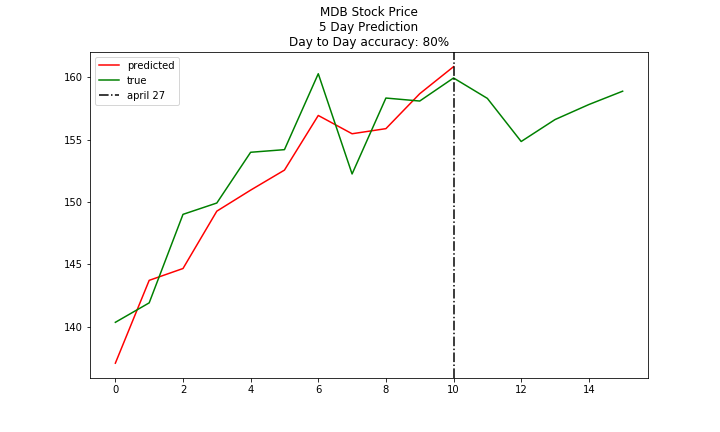 MDB Stock Price
5 Day Prediction
Day to Day accuracy: 80%
predicted
true
april 27
160
155
150
145
140
0 2 4 6 8 10 12 14